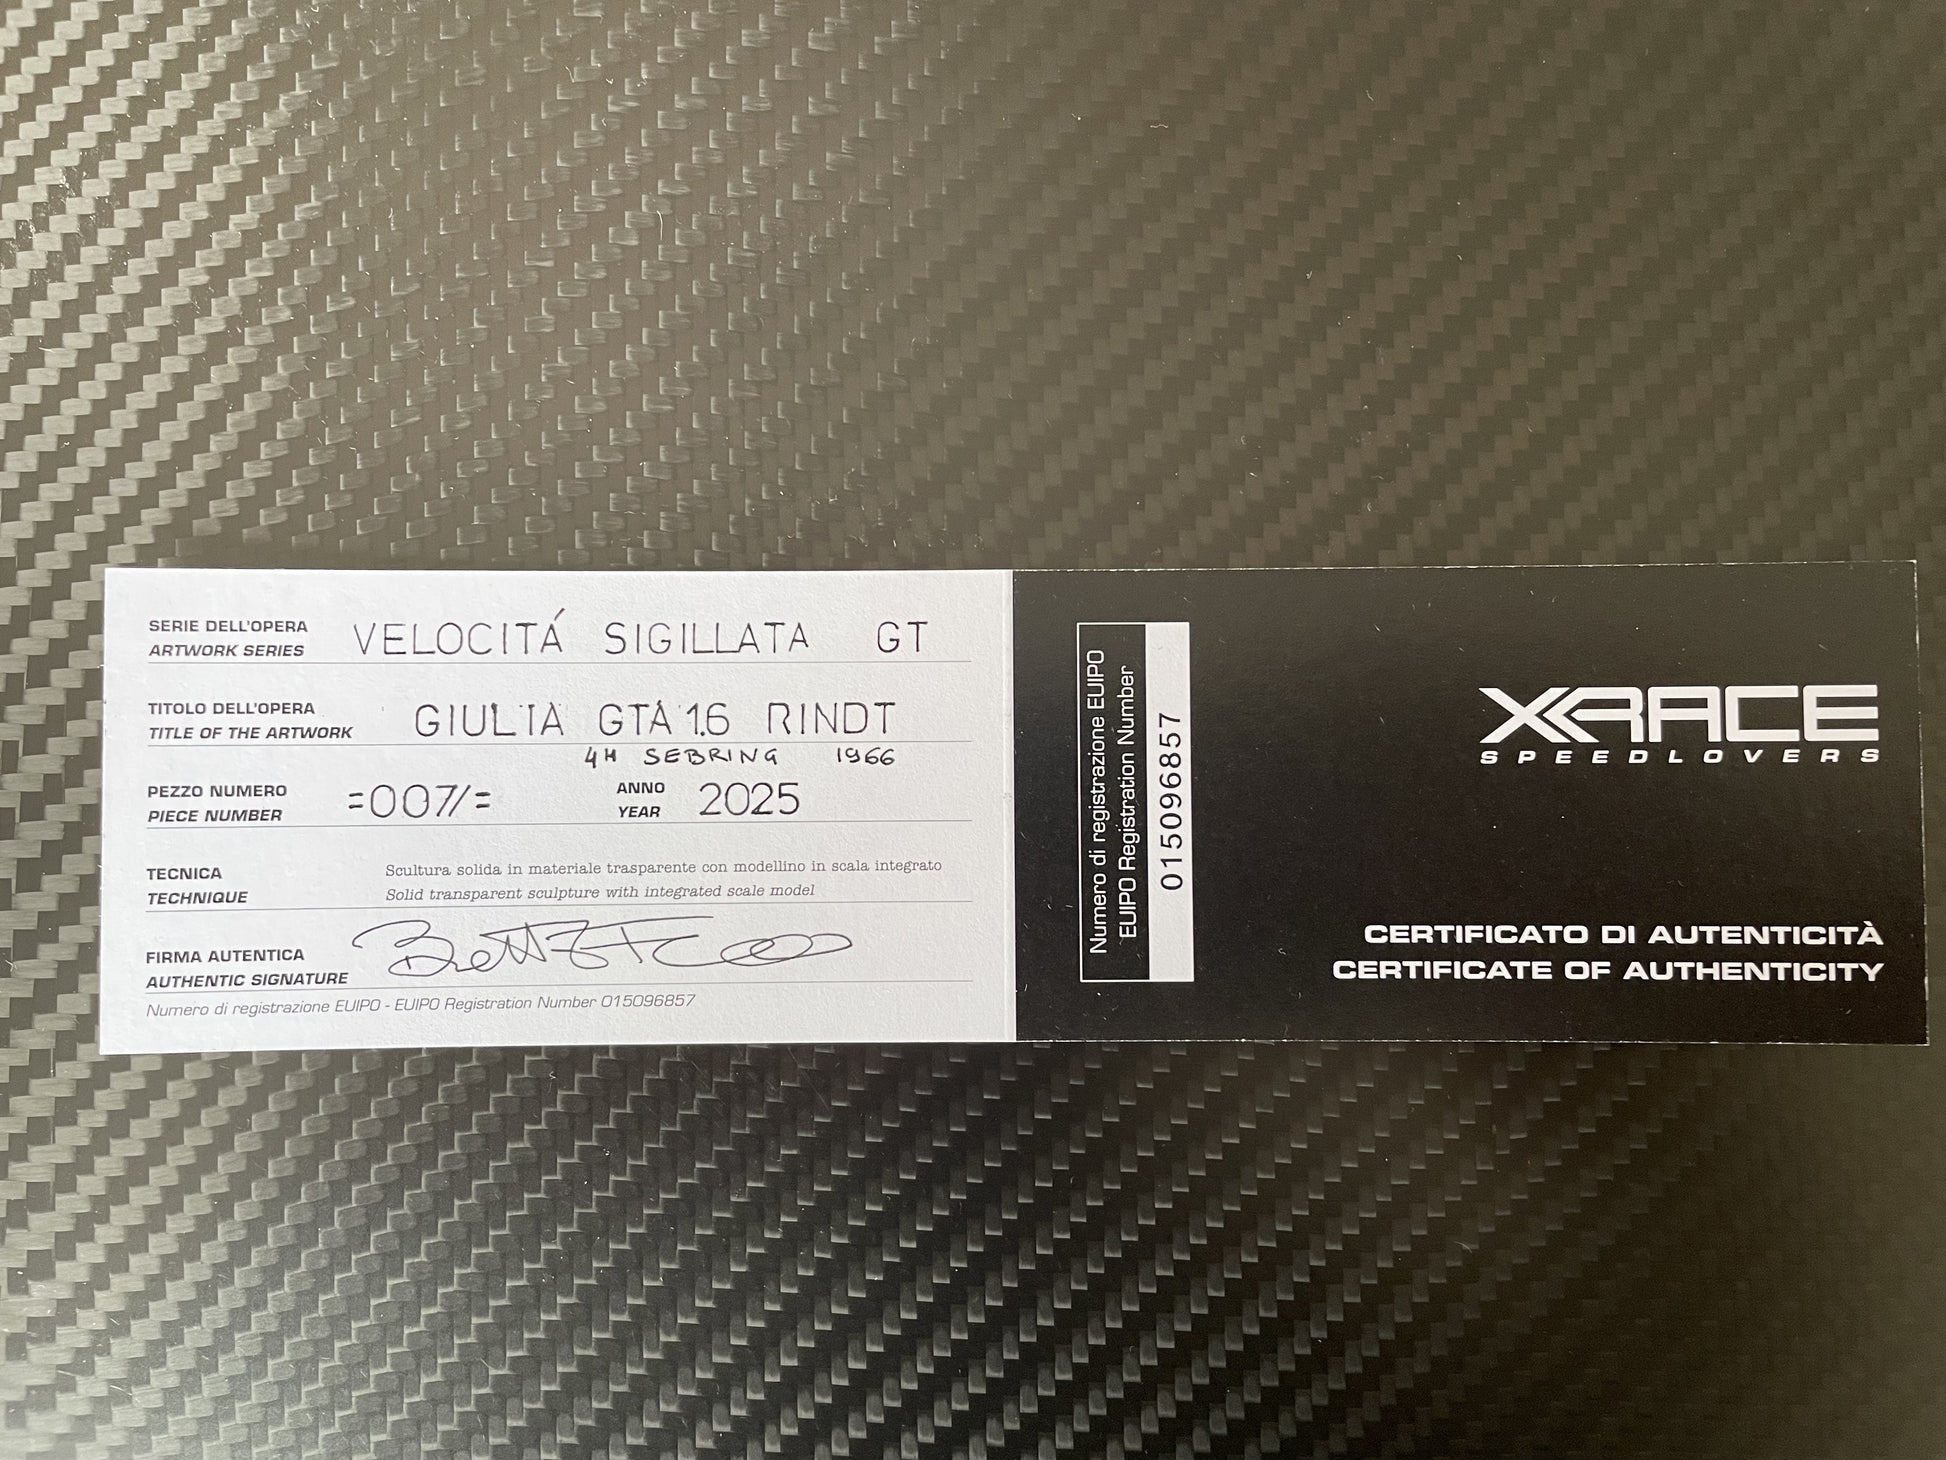 SERIE DELL'OPERA
ARTWORK SERIES
VELOCITÁ SIGILLATA GT
TITOLO DELL'OPERA
TITLE OF THE ARTWORK
GIULIA GTA 1.6 RINDT
4H SEBRING 1966
PEZZO NUMERO
PIECE NUMBER
=007/=
ANNO
YEAR
2025
TECNICA
TECHNIQUE
Scultura solida in materiale trasparente con modellino in scala integrato
Solid transparent sculpture with integrated scale model
FIRMA AUTENTICA
AUTHENTIC SIGNATURE
Numero di registrazione EUIPO - EUIPO Registration Number 015096857
Numero di registrazione EUIPO
EUIPO Registration Number
015096857
XRACE
SPEEDLOVERS
CERTIFICATO DI AUTENTICITÀ
CERTIFICATE OF AUTHENTICITY